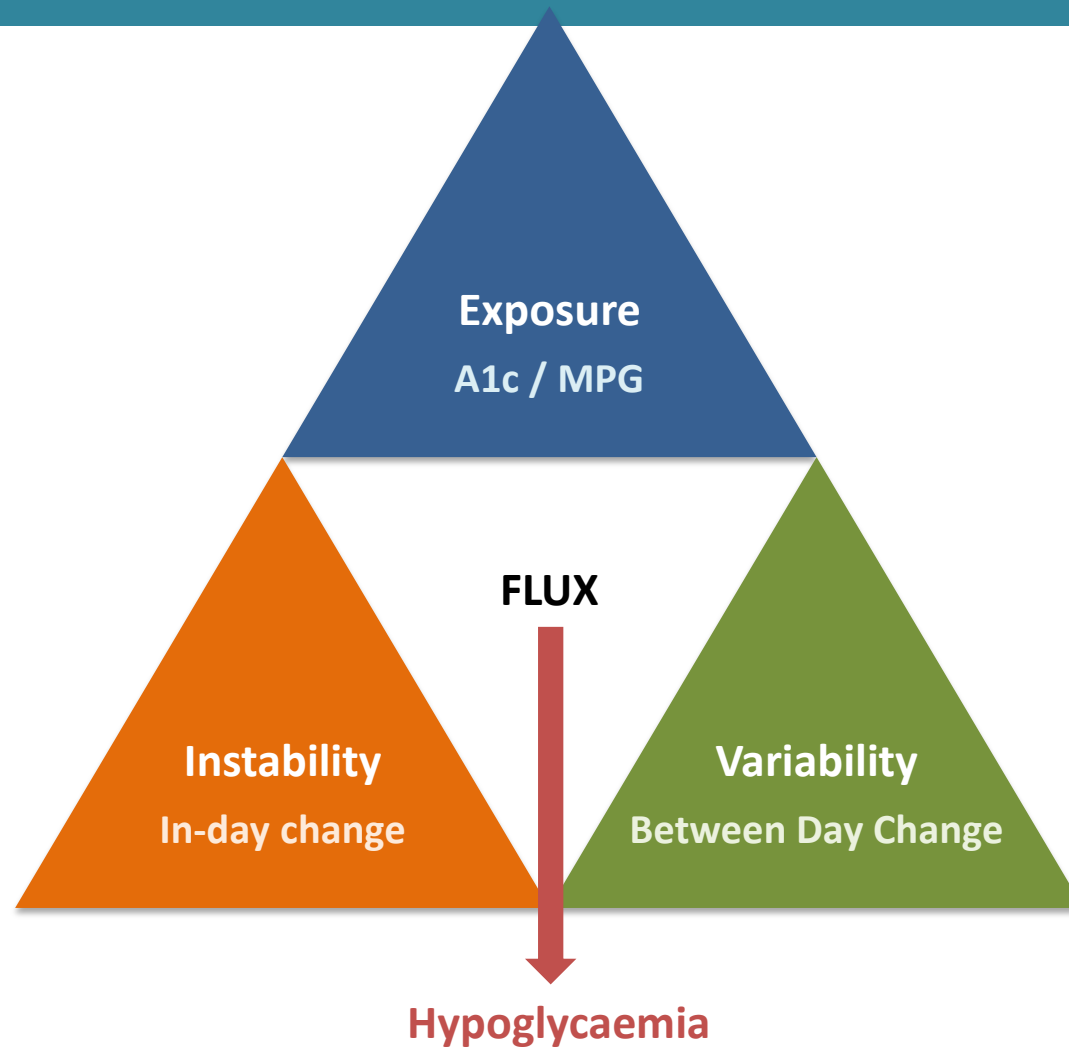 Exposure
A1c / MPG
FLUX
Instability
In-day change
Variability
Between Day Change
Hypoglycaemia